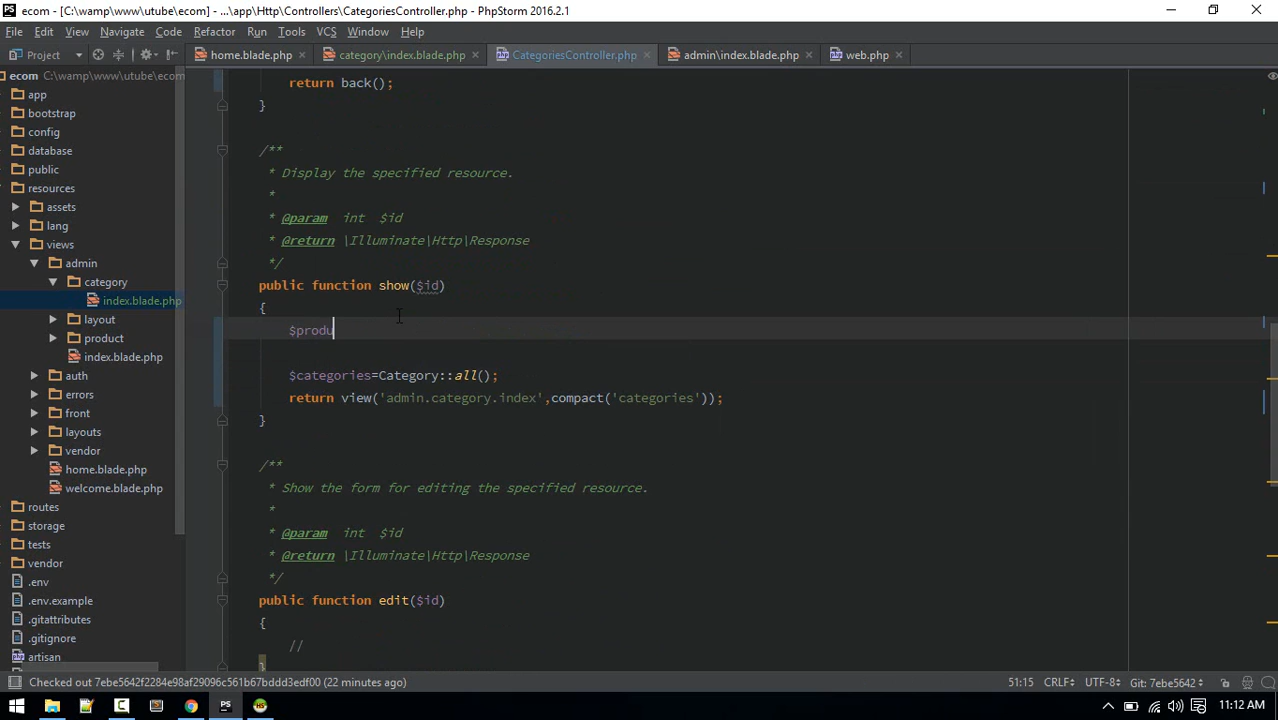 ecom - [C:\wamp\www\utube\ecom] - ...\app\Http\Controllers\CategoriesController.php - PhpStorm 2016.2.1
File Edit View Navigate Code Refactor Run Tools VCS Window Help
Project home.blade.php category\index.blade.php CategoriesController.php admin\index.blade.php web.php
ecom C:\wamp\www\utube\ecom
app
bootstrap
config
database
public
resources
assets
lang
views
admin
category
index.blade.php
layout
product
index.blade.php
auth
errors
front
layouts
vendor
home.blade.php
welcome.blade.php
routes
storage
tests
vendor
.env
.env.example
.gitattributes
.gitignore
artisan
return back();
}
/**
* Display the specified resource.
*
* @param int $id
* @return \Illuminate\Http\Response
*/
public function show($id)
{
$produ
$categories=Category::all();
return view('admin.category.index',compact('categories'));
}
/**
* Show the form for editing the specified resource.
*
* @param int $id
* @return \Illuminate\Http\Response
*/
public function edit($id)
{
//
}
Checked out 7ebe5642f2284e98af29096c561b67bddd3edf00 (22 minutes ago) 51:15 CRLF UTF-8 Git: 7ebe5642
11:12 AM